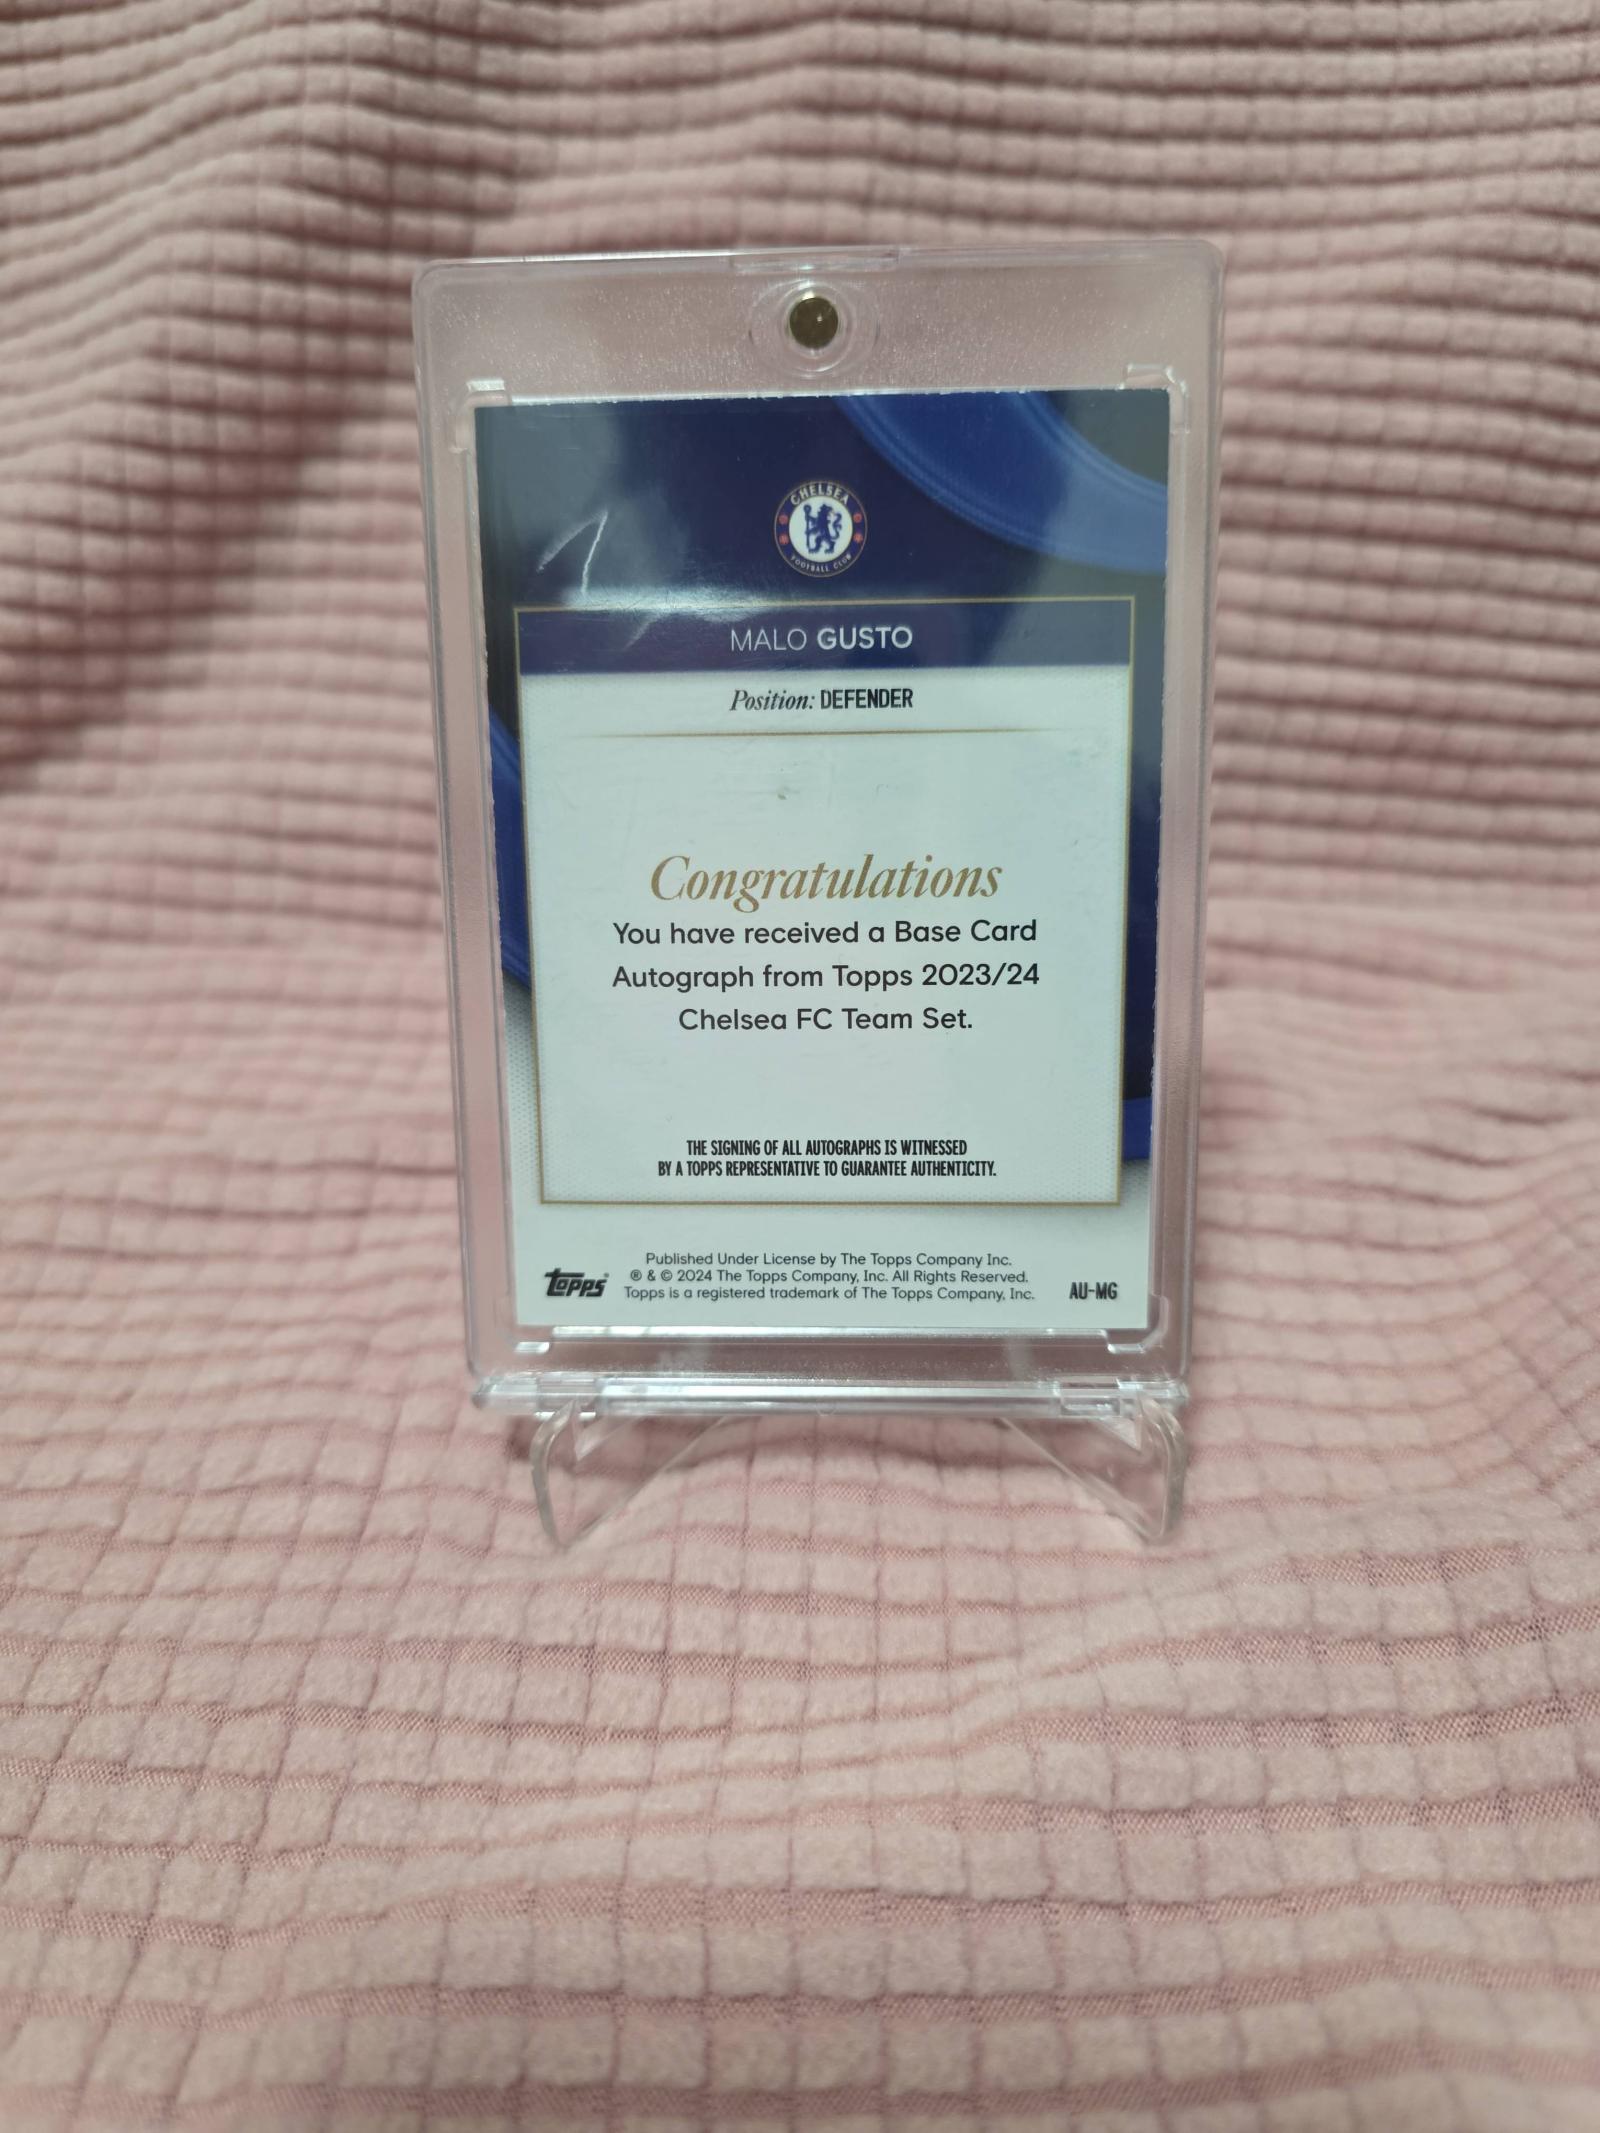 CHELSEA
FOOTBALL CLUB
MALO GUSTO
Position: DEFENDER
Congratulations
You have received a Base Card
Autograph from Topps 2023/24
Chelsea FC Team Set.
THE SIGNING OF ALL AUTOGRAPHS IS WITNESSED
BY A TOPPS REPRESENTATIVE TO GUARANTEE AUTHENTICITY.
Published Under License by The Topps Company Inc.
® & © 2024 The Topps Company, Inc. All Rights Reserved.
Topps is a registered trademark of The Topps Company, Inc.
topps®
AU-MG